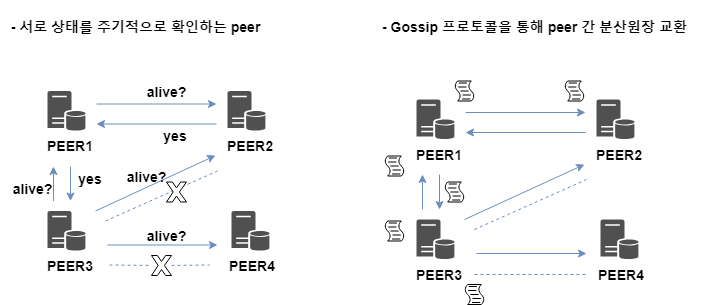 - 서로 상태를 주기적으로 확인하는 peer
- Gossip 프로토콜을 통해 peer 간 분산원장 교환
alive?
yes
PEER1
PEER2
alive?
yes
alive?
alive?
PEER3
PEER4
PEER1
PEER2
PEER3
PEER4